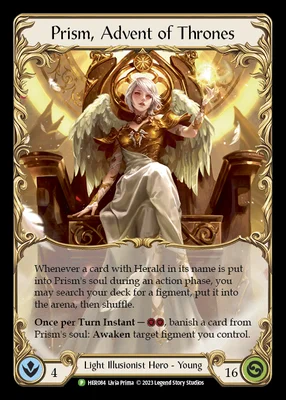 Prism, Advent of Thrones
Whenever a card with Herald in its name is put
into Prism's soul during an action phase, you
may search your deck for a figment, put it into
the arena, then shuffle.
Once per Turn Instant — , banish a card from
Prism's soul: Awaken target figment you control.
4
Light Illusionist Hero - Young
16
P HER084 Livia Prima © 2023 Legend Story Studios